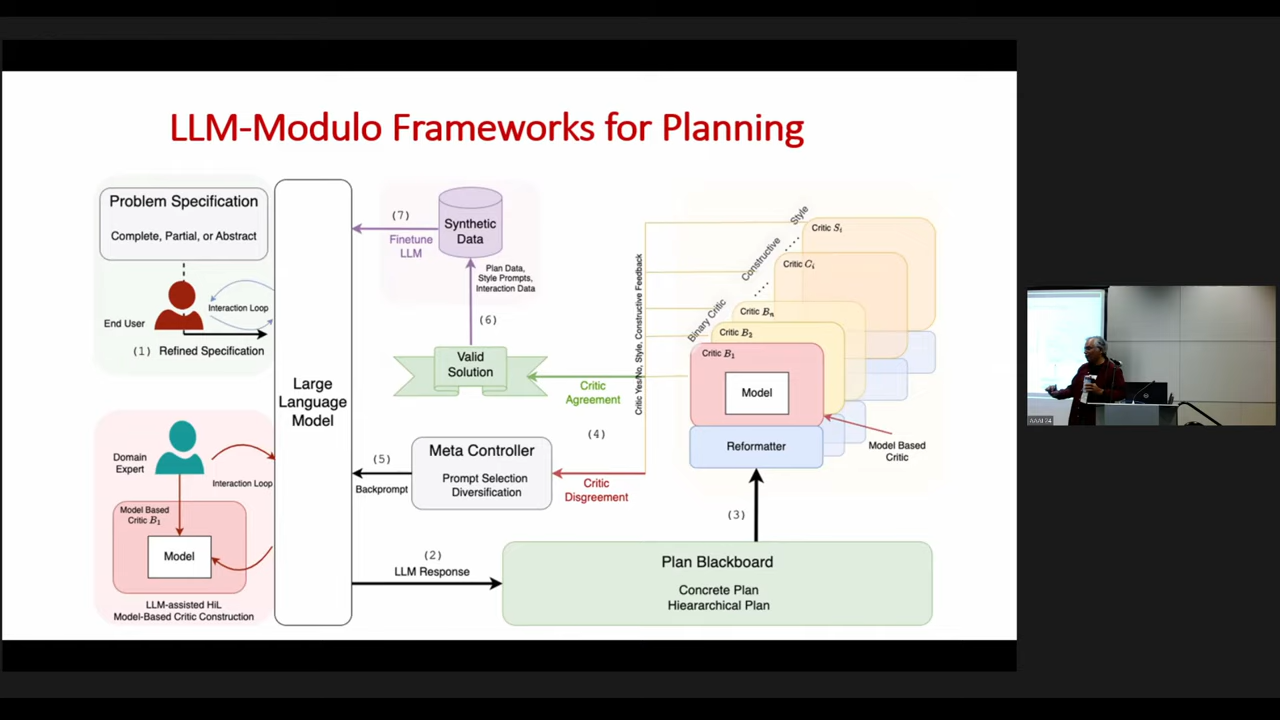 LLM-Modulo Frameworks for Planning
Problem Specification
Complete, Partial, or Abstract
End User
Interaction Loop
(1) Refined Specification
Domain
Expert
Interaction Loop
Model Based
Critic B1
Model
LLM-assisted HiL
Model-Based Critic Construction
Large
Language
Model
(7)
Finetune
LLM
Synthetic
Data
Plan Data,
Style Prompts,
Interaction Data
(6)
Valid
Solution
Critic
Agreement
(4)
Meta Controller
Prompt Selection
Diversification
(5)
Backprompt
Critic
Disgreement
(2)
LLM Response
Plan Blackboard
Concrete Plan
Hieararchical Plan
(3)
Critic Yes/No, Style, Constructive Feedback
Binary Critic
Constructive
Style
Critic Si
Critic Ci
Critic Bn
Critic B2
Critic B1
Model
Reformatter
Model Based
Critic
AAAI 24